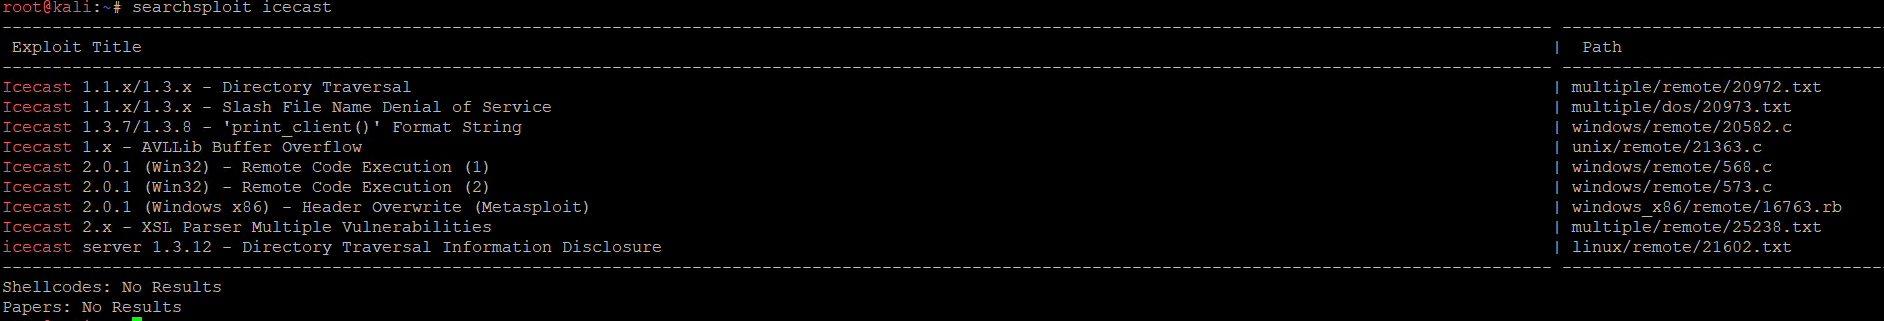 root@kali:~# searchsploit icecast
Exploit Title | Path
Icecast 1.1.x/1.3.x - Directory Traversal | multiple/remote/20972.txt
Icecast 1.1.x/1.3.x - Slash File Name Denial of Service | multiple/dos/20973.txt
Icecast 1.3.7/1.3.8 - 'print_client()' Format String | windows/remote/20582.c
Icecast 1.x - AVLLib Buffer Overflow | unix/remote/21363.c
Icecast 2.0.1 (Win32) - Remote Code Execution (1) | windows/remote/568.c
Icecast 2.0.1 (Win32) - Remote Code Execution (2) | windows/remote/573.c
Icecast 2.0.1 (Windows x86) - Header Overwrite (Metasploit) | windows_x86/remote/16763.rb
Icecast 2.x - XSL Parser Multiple Vulnerabilities | multiple/remote/25238.txt
icecast server 1.3.12 - Directory Traversal Information Disclosure | linux/remote/21602.txt
Shellcodes: No Results
Papers: No Results